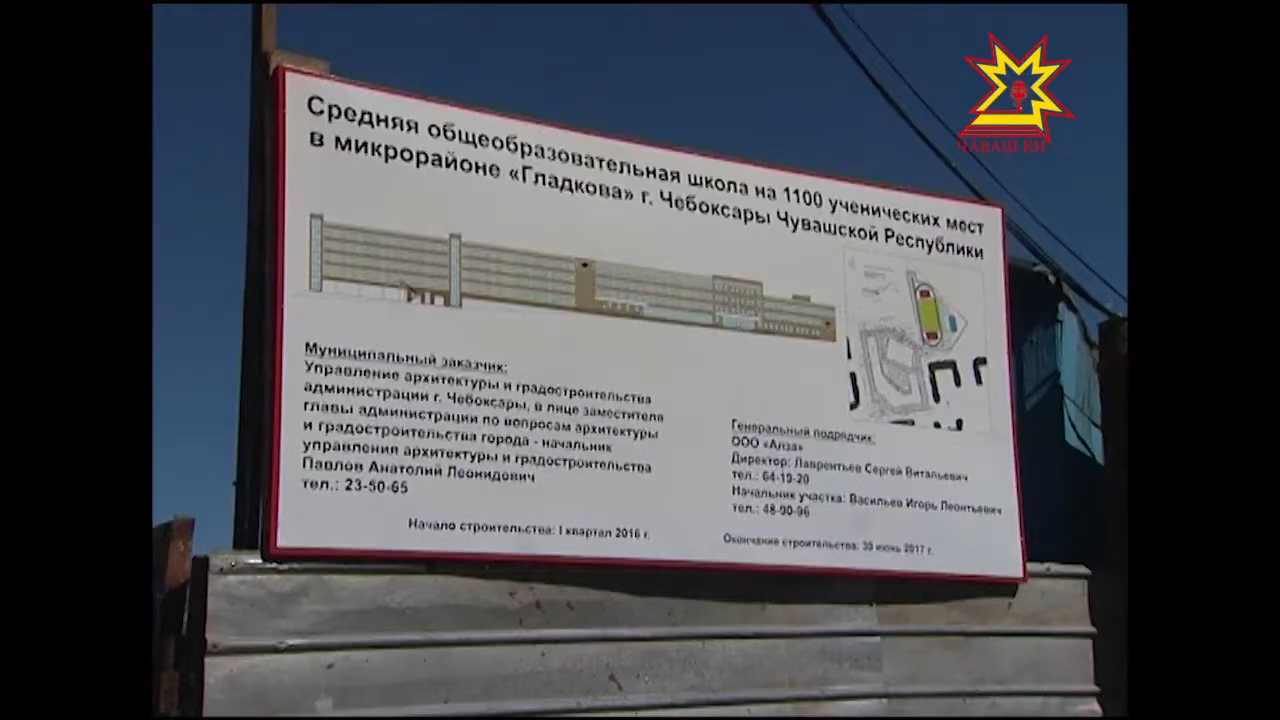 ЧАВАШ ЕН
Средняя общеобразовательная школа на 1100 ученических мест
в микрорайоне «Гладкова» г. Чебоксары Чувашской Республики
Муниципальный заказчик:
Управление архитектуры и градостроительства
администрации г. Чебоксары, в лице заместителя
главы администрации по вопросам архитектуры
и градостроительства города - начальник
управления архитектуры и градостроительства
Павлов Анатолий Леонидович
тел.: 23-50-65
Генеральный подрядчик:
ООО «Алза»
Директор: Лаврентьев Сергей Витальевич
тел.: 64-19-20
Начальник участка: Васильев Игорь Леонтьевич
тел.: 48-90-96
Начало строительства: I квартал 2016 г.
Окончание строительства: 30 июнь 2017 г.